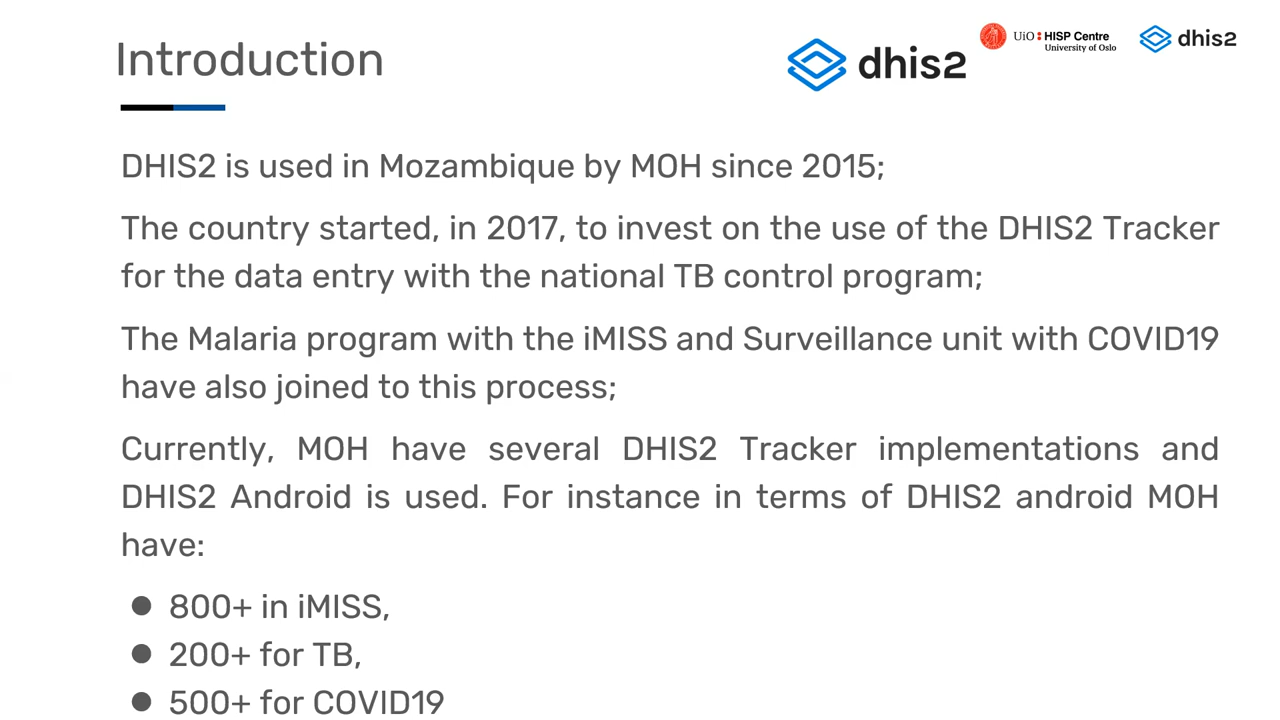 Introduction
dhis2
UiO HISP Centre
University of Oslo
dhis2
DHIS2 is used in Mozambique by MOH since 2015;
The country started, in 2017, to invest on the use of the DHIS2 Tracker
for the data entry with the national TB control program;
The Malaria program with the iMISS and Surveillance unit with COVID19
have also joined to this process;
Currently, MOH have several DHIS2 Tracker implementations and
DHIS2 Android is used. For instance in terms of DHIS2 android MOH
have:
● 800+ in iMISS,
● 200+ for TB,
● 500+ for COVID19